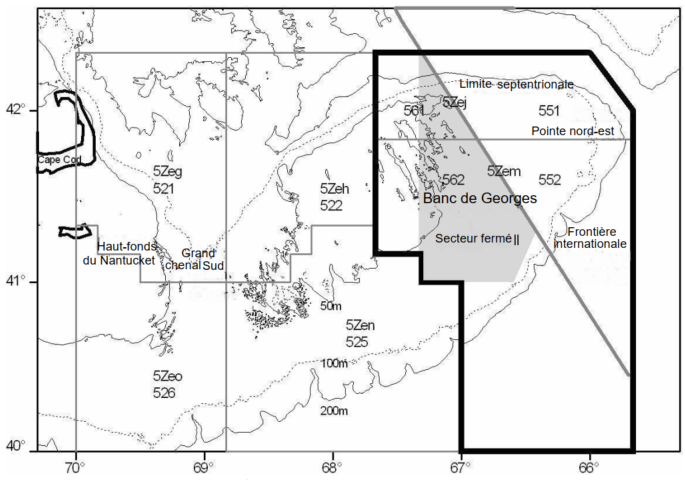 42°
41°
40°
70°
69°
68°
67°
66°
Cape Cod
Limite septentrionale
561
5Zej
551
Pointe nord-est
5Zeg
521
5Zeh
522
562
5Zem
552
Banc de Georges
Haut-fonds
du Nantucket
Grand
chenal Sud
Secteur fermé II
Frontière
internationale
50m
5Zen
525
100m
5Zeo
526
200m